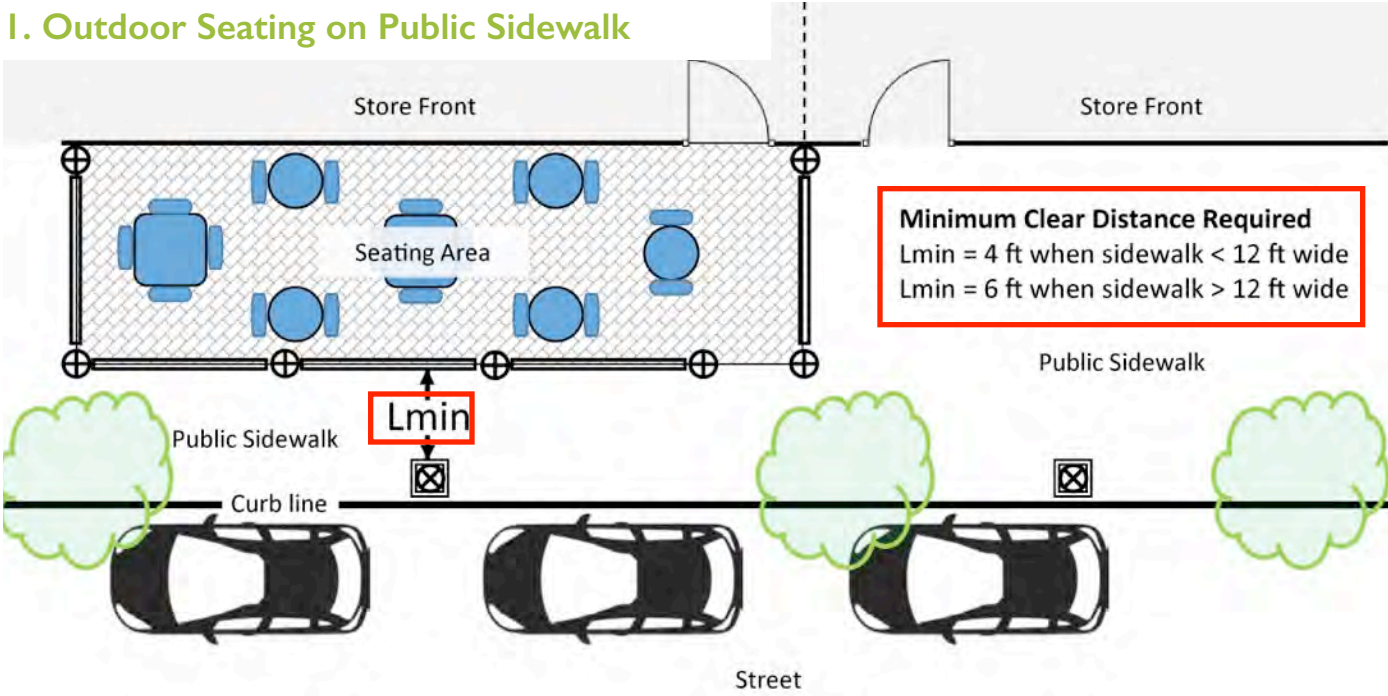 1. Outdoor Seating on Public Sidewalk
Store Front
Store Front
Minimum Clear Distance Required
Lmin = 4 ft when sidewalk < 12 ft wide
Lmin = 6 ft when sidewalk > 12 ft wide
Seating Area
Public Sidewalk
Lmin
Public Sidewalk
Curb line
Street